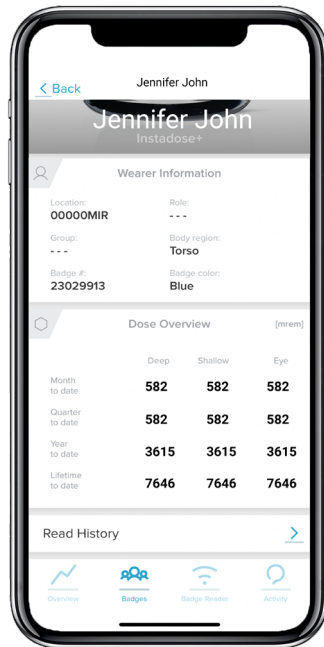 Back
Jennifer John
Jennifer John
Instadose+
Wearer Information
Location: Role:
00000MIR - - -
Group: Body region:
- - - Torso
Badge #: Badge color:
23029913 Blue
Dose Overview [mrem]
Deep Shallow Eye
Month
to date 582 582 582
Quarter
to date 582 582 582
Year
to date 3615 3615 3615
Lifetime
to date 7646 7646 7646
Read History
Overview Badges Badge Reader Activity